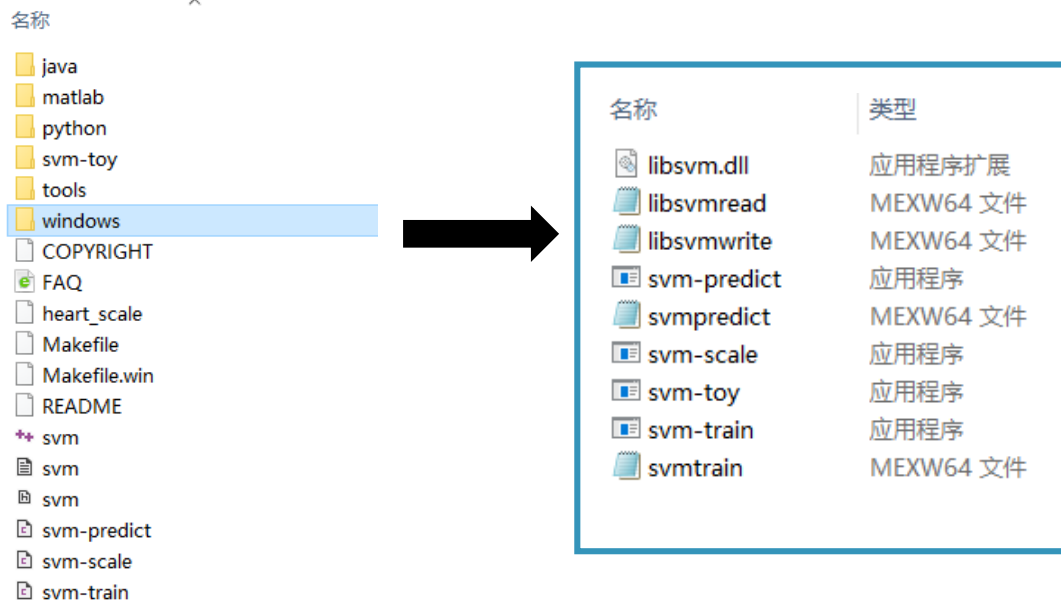 名称
java
matlab
python
svm-toy
tools
windows
COPYRIGHT
FAQ
heart_scale
Makefile
Makefile.win
README
svm
svm
svm
svm-predict
svm-scale
svm-train
名称 类型
libsvm.dll 应用程序扩展
libsvmread MEXW64 文件
libsvmwrite MEXW64 文件
svm-predict 应用程序
svmpredict MEXW64 文件
svm-scale 应用程序
svm-toy 应用程序
svm-train 应用程序
svmtrain MEXW64 文件